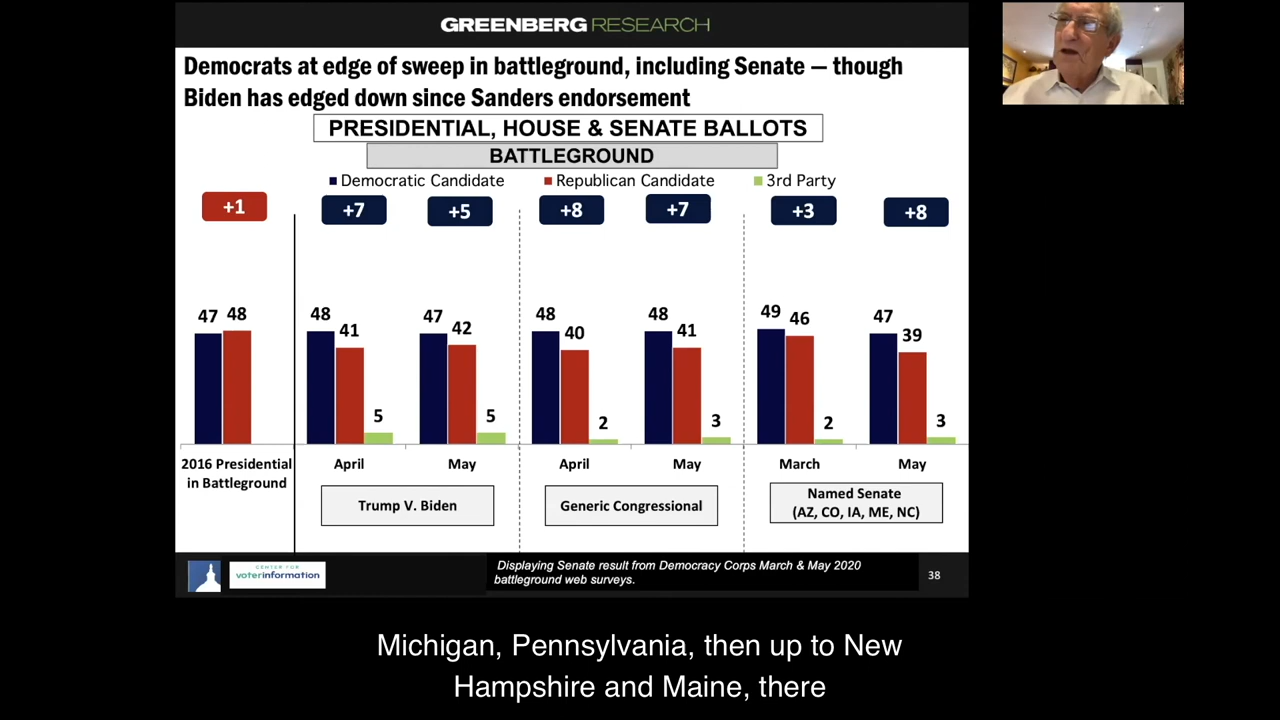 GREENBERG RESEARCH
Democrats at edge of sweep in battleground, including Senate — though
Biden has edged down since Sanders endorsement
PRESIDENTIAL, HOUSE & SENATE BALLOTS
BATTLEGROUND
Democratic Candidate Republican Candidate 3rd Party
+1 +7 +5 +8 +7 +3 +8
47 48 48 41 5 47 42 5 48 40 2 48 41 3 49 46 2 47 39 3
2016 Presidential
in Battleground
April May April May March May
Trump V. Biden
Generic Congressional
Named Senate
(AZ, CO, IA, ME, NC)
CENTER FOR
voterinformation
Displaying Senate result from Democracy Corps March & May 2020
battleground web surveys.
38
Michigan, Pennsylvania, then up to New
Hampshire and Maine, there